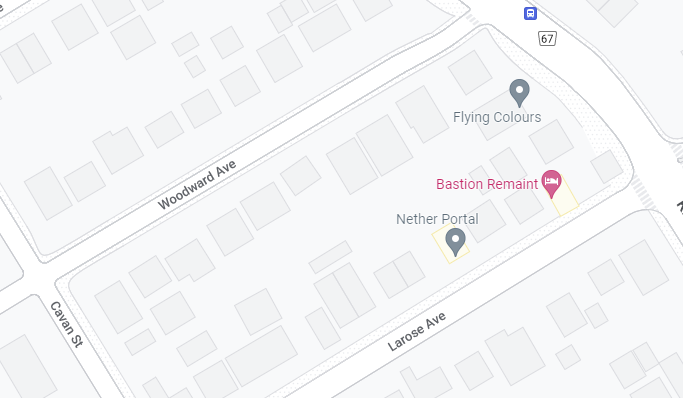 67
Flying Colours
Woodward Ave
Bastion Remaint
Nether Portal
Cavan St
Larose Ave